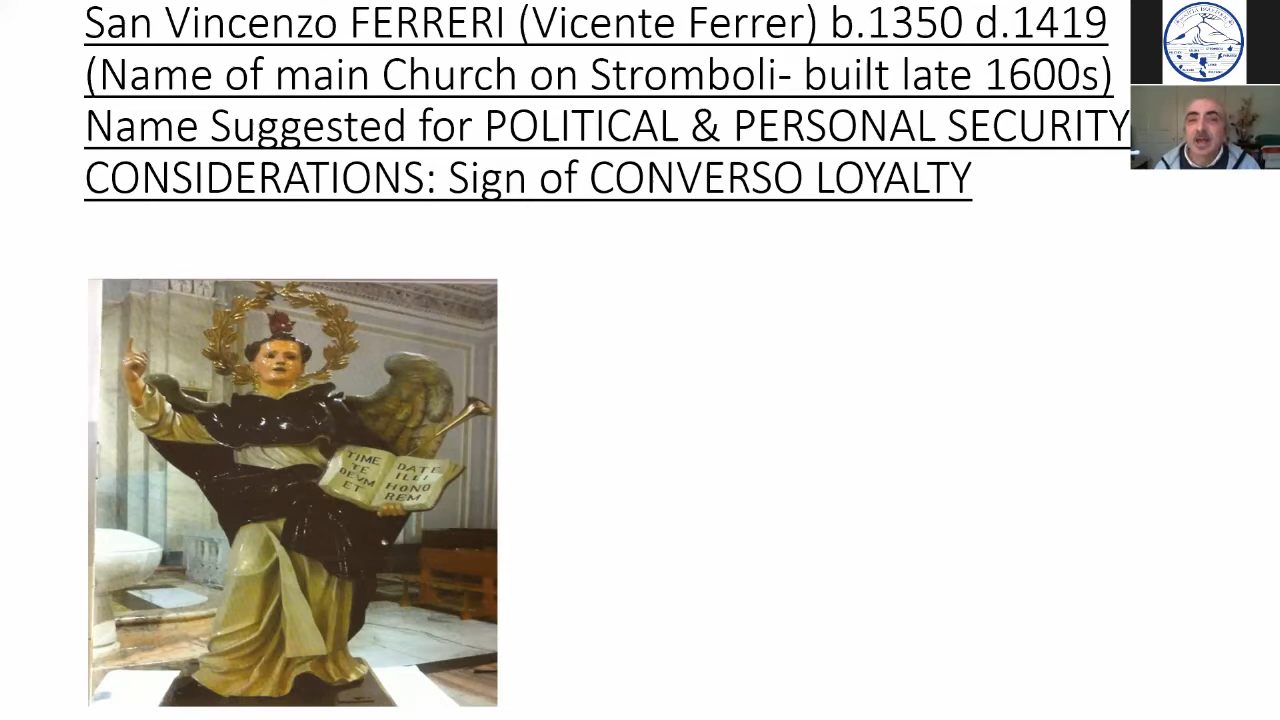 San Vincenzo FERRERI (Vicente Ferrer) b.1350 d.1419
(Name of main Church on Stromboli- built late 1600s)
Name Suggested for POLITICAL & PERSONAL SECURITY
CONSIDERATIONS: Sign of CONVERSO LOYALTY
TIME
TE
DEVM
ET
DATE
ILLI
HONO
REM